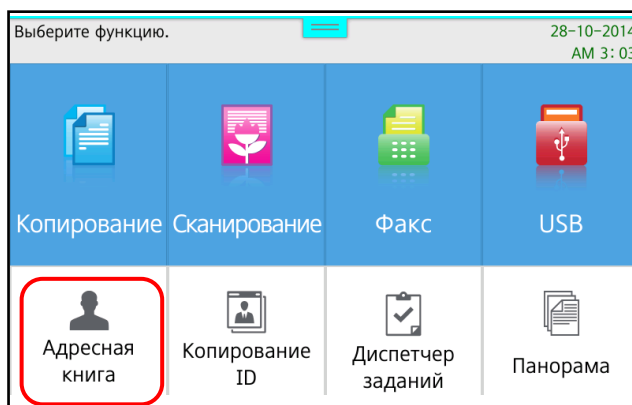 Выберите функцию.
28-10-2014
AM 3: 03
Копирование Сканирование Факс USB
Адресная
книга
Копирование
ID
Диспетчер
заданий
Панорама